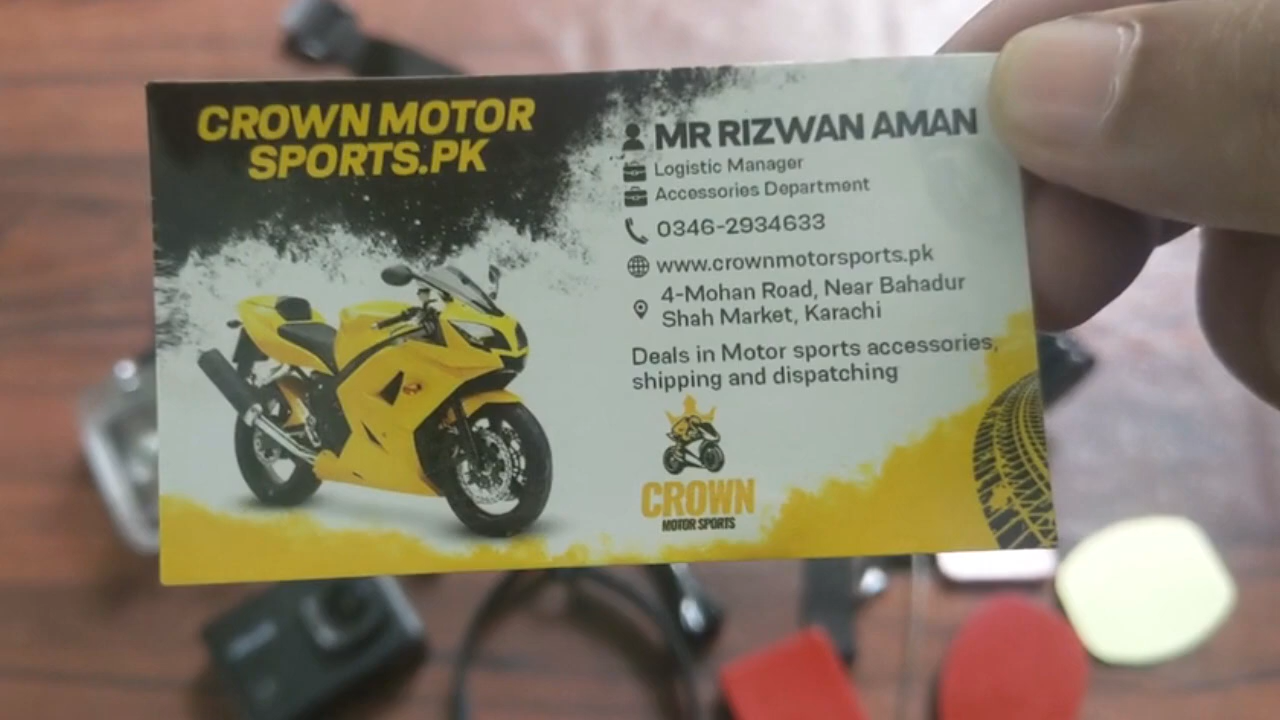 CROWN MOTOR
SPORTS.PK
MR RIZWAN AMAN
Logistic Manager
Accessories Department
0346-2934633
www.crownmotorsports.pk
4-Mohan Road, Near Bahadur
Shah Market, Karachi
Deals in Motor sports accessories,
shipping and dispatching
CROWN
MOTOR SPORTS